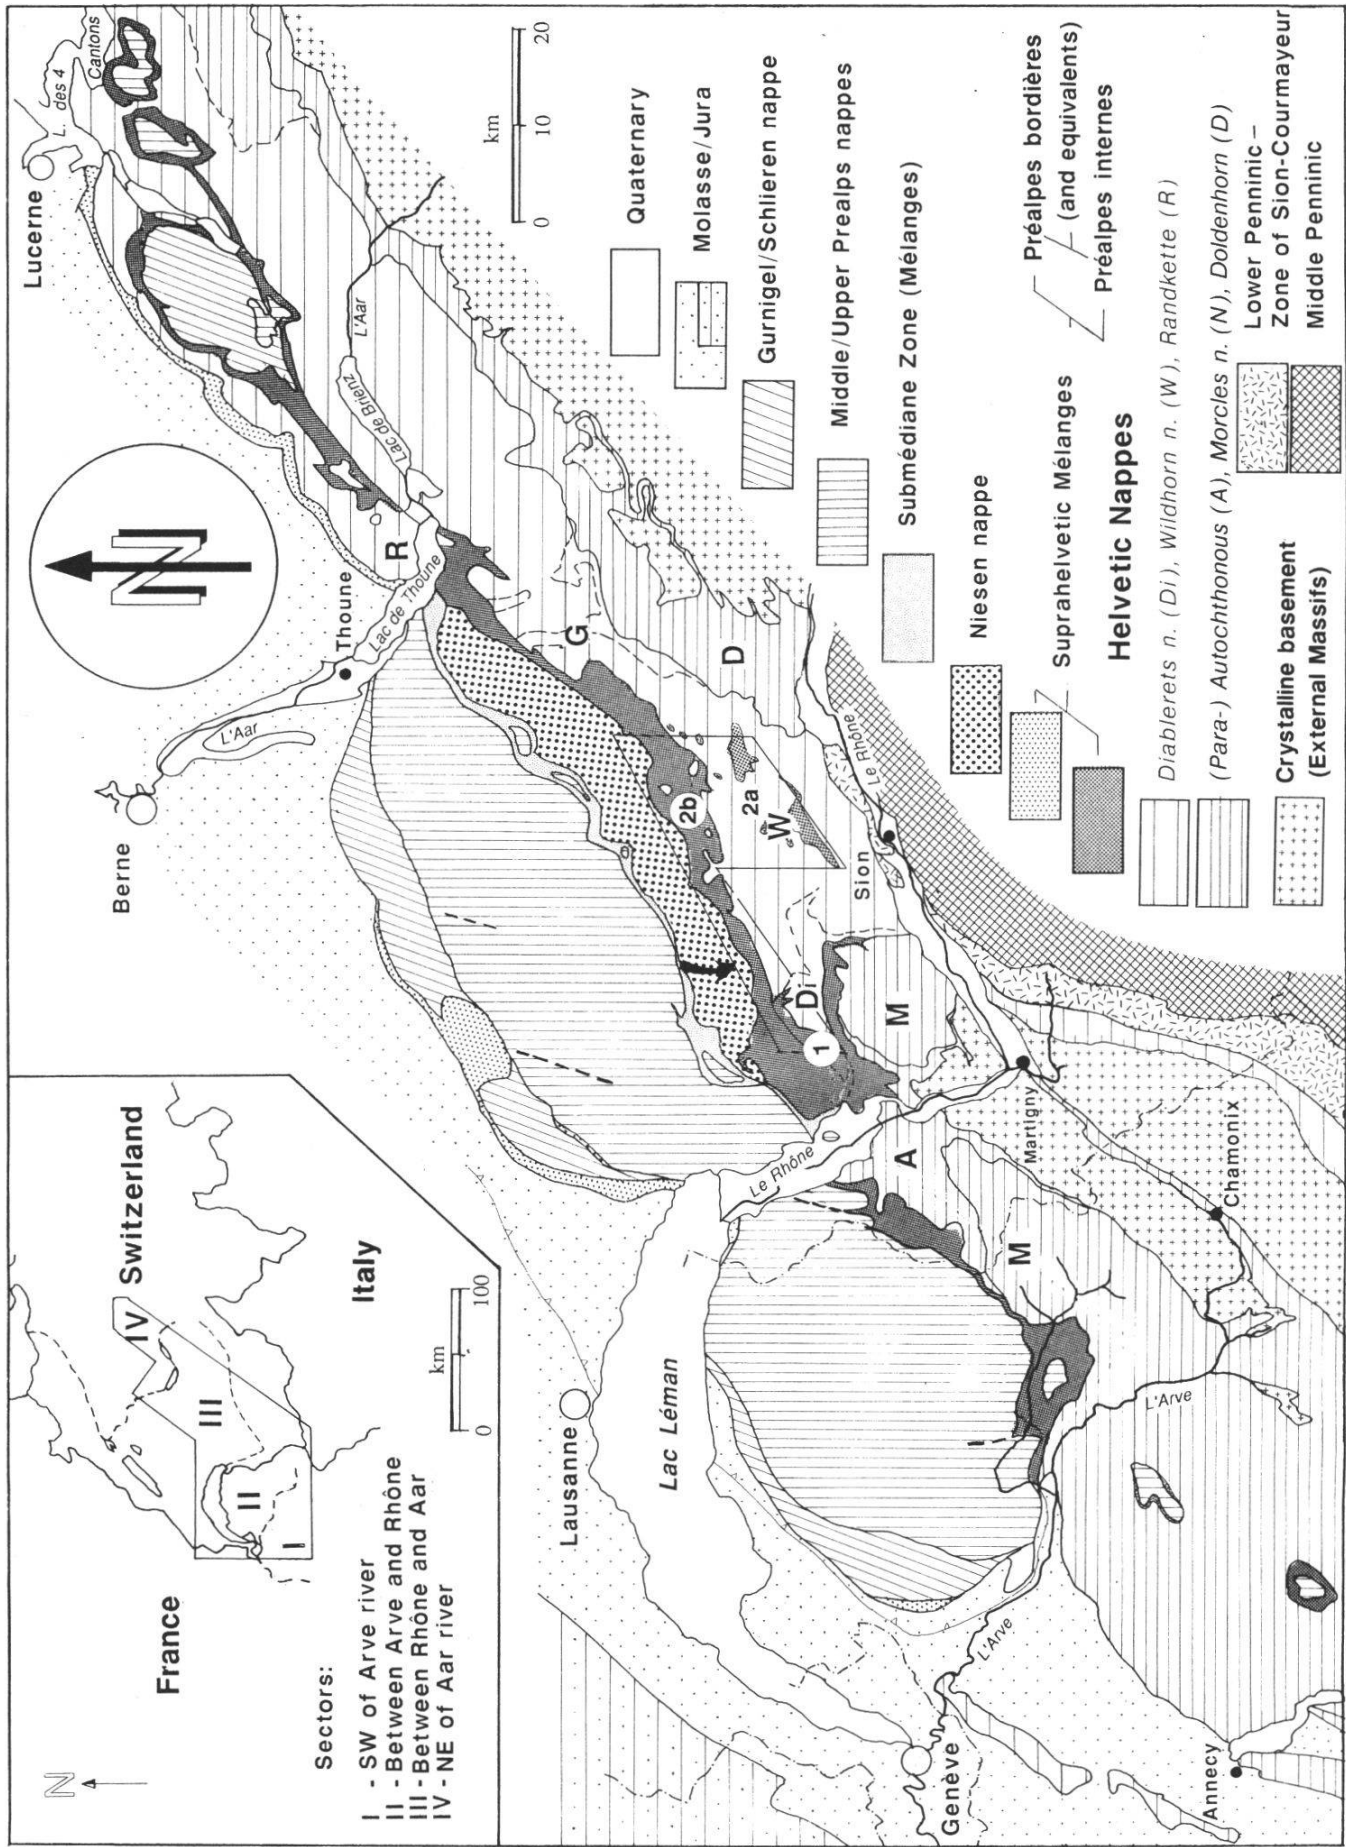 N
France
Switzerland
Italy
I
II
III
IV
km
0
100
Sectors:
I - SW of Arve river
II - Between Arve and Rhône
III - Between Rhône and Aar
IV - NE of Aar river
N
Lucerne
L. des 4
Cantons
Berne
L'Aar
Thoune
Lac de Thoune
Lac de Brienz
L'Aar
R
G
D
2b
2a
W
Di
1
M
A
M
Sion
Le Rhône
Le Rhône
Martigny
Chamonix
Lausanne
Lac Léman
Genève
L'Arve
L'Arve
Annecy
km
0
10
20
Quaternary
Molasse/Jura
Gurnigel/Schlieren nappe
Middle/Upper Prealps nappes
Submédiane Zone (Mélanges)
Niesen nappe
Suprahelvetic Mélanges
Préalpes bordières
(and equivalents)
Préalpes internes
Helvetic Nappes
Diablerets n. (Di), Wildhorn n. (W), Randkette (R)
(Para-) Autochthonous (A), Morcles n. (N), Doldenhorn (D)
Crystalline basement
(External Massifs)
Lower Penninic –
Zone of Sion-Courmayeur
Middle Penninic